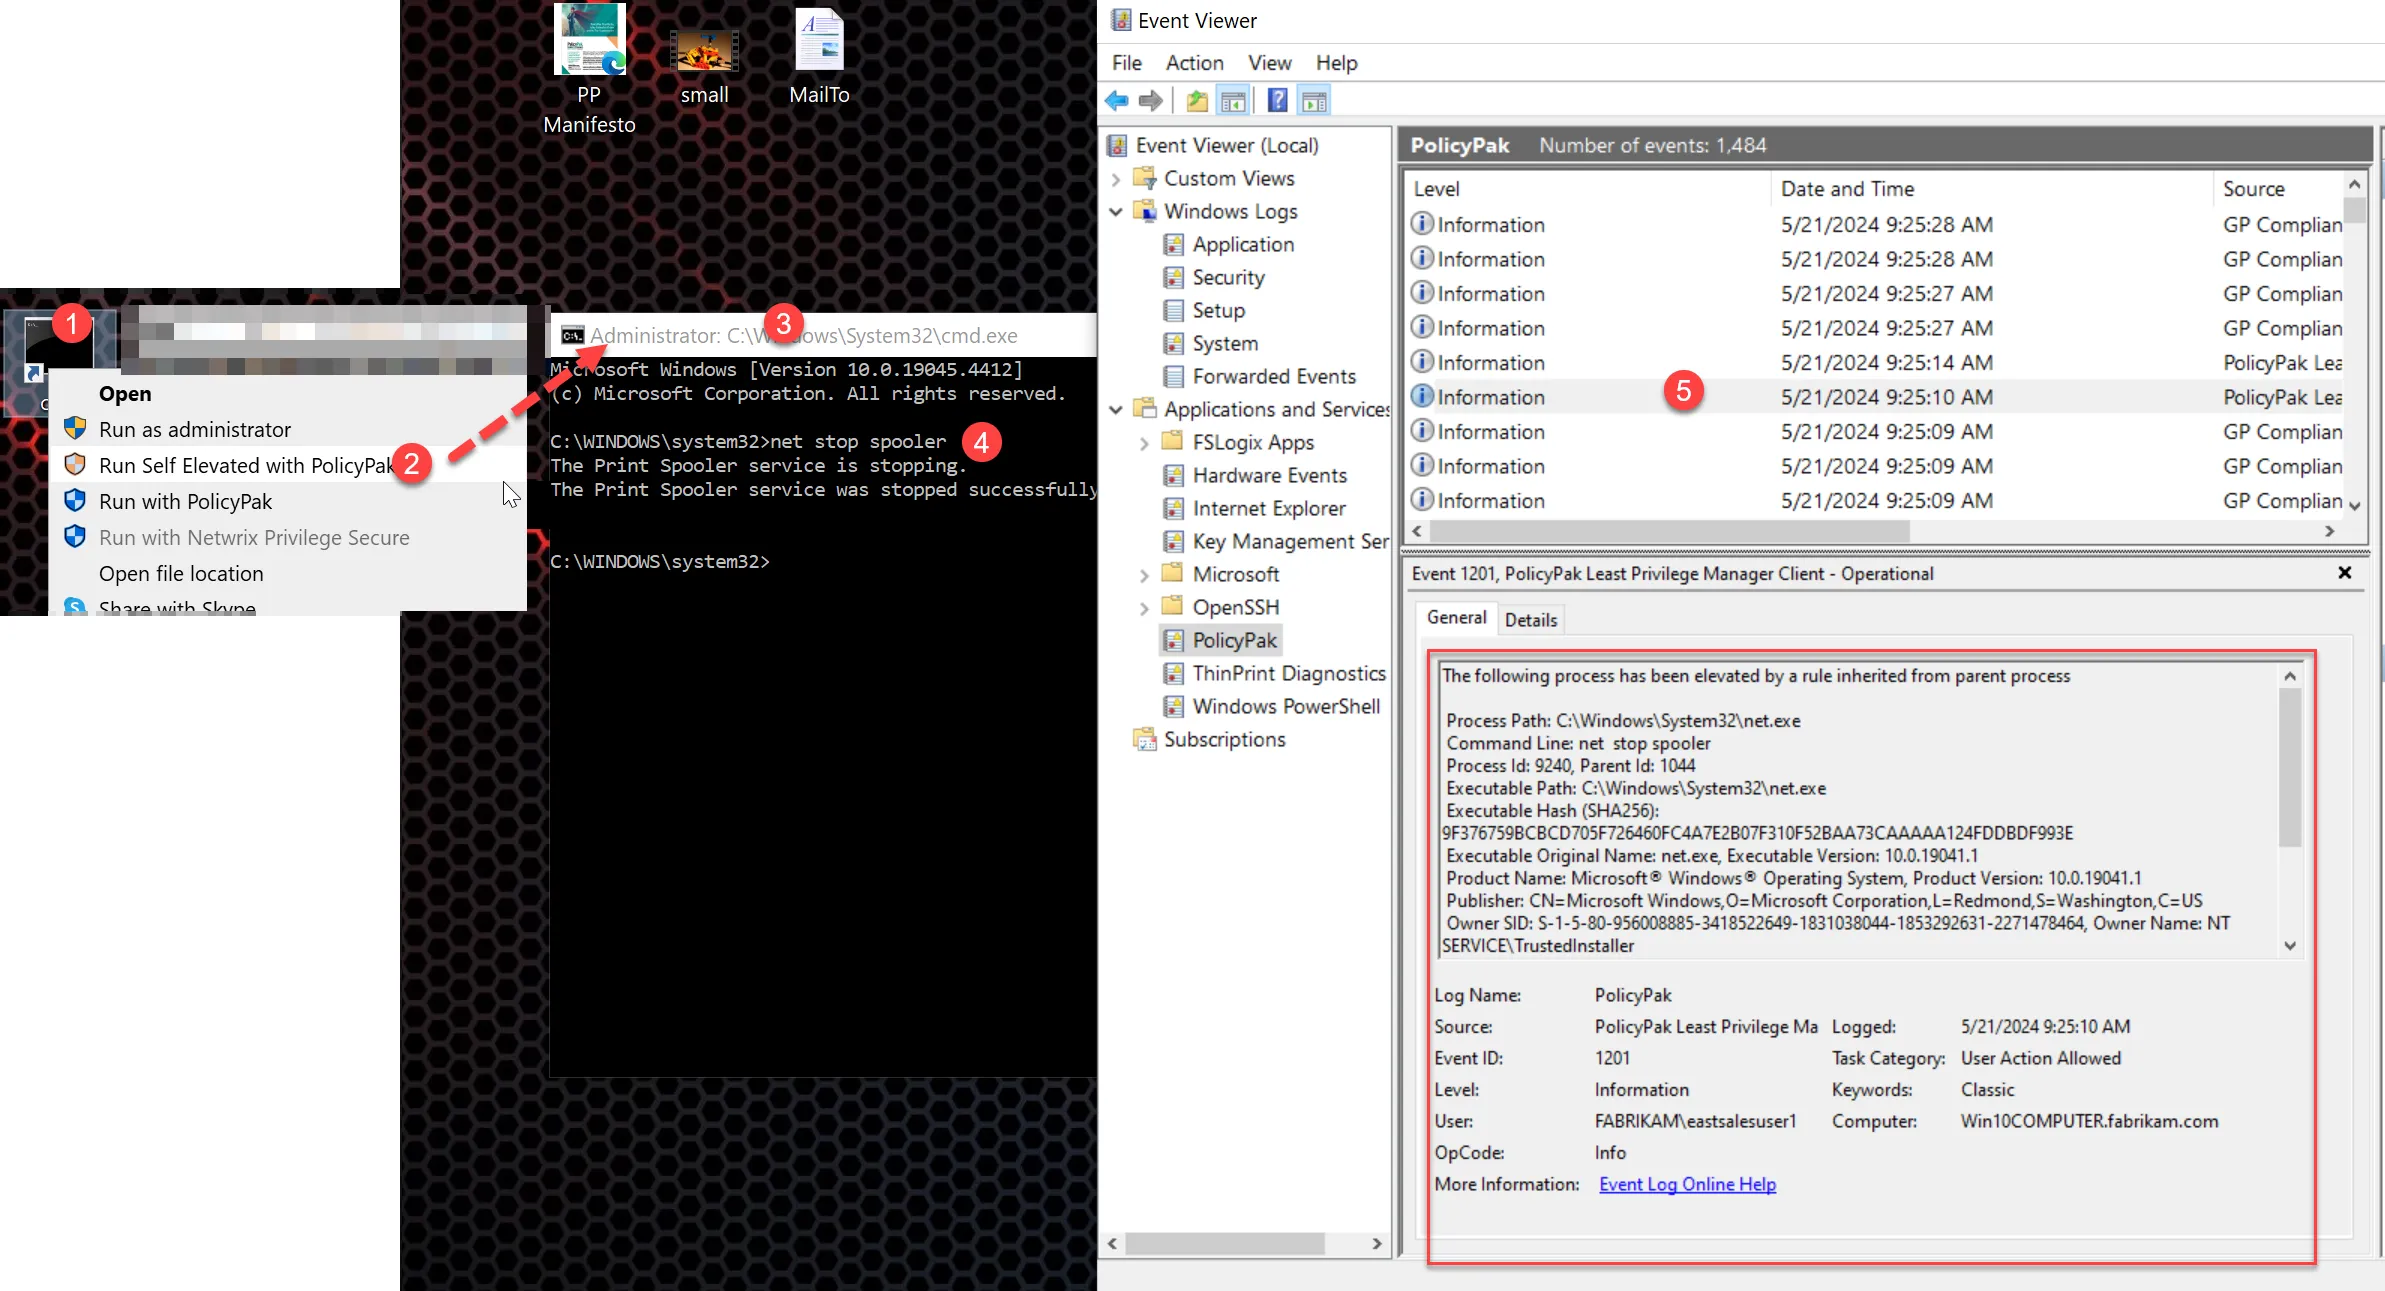 PP
Manifesto
small
MailTo
1
Open
Run as administrator
Run Self Elevated with PolicyPak
2
Run with PolicyPak
Run with Netwrix Privilege Secure
Open file location
Share with Skype
Administrator: C:\Windows\System32\cmd.exe
3
Microsoft Windows [Version 10.0.19045.4412]
(c) Microsoft Corporation. All rights reserved.
C:\WINDOWS\system32>net stop spooler
4
The Print Spooler service is stopping.
The Print Spooler service was stopped successfully
C:\WINDOWS\system32>
Event Viewer
File Action View Help
Event Viewer (Local)
Custom Views
Windows Logs
Application
Security
Setup
System
Forwarded Events
Applications and Services
FSLogix Apps
Hardware Events
Internet Explorer
Key Management Ser
Microsoft
OpenSSH
PolicyPak
ThinPrint Diagnostics
Windows PowerShell
Subscriptions
PolicyPak Number of events: 1,484
Level Date and Time Source
Information 5/21/2024 9:25:28 AM GP Complian
Information 5/21/2024 9:25:28 AM GP Complian
Information 5/21/2024 9:25:27 AM GP Complian
Information 5/21/2024 9:25:27 AM GP Complian
Information 5/21/2024 9:25:14 AM PolicyPak Lea
Information 5 5/21/2024 9:25:10 AM PolicyPak Lea
Information 5/21/2024 9:25:09 AM GP Complian
Information 5/21/2024 9:25:09 AM GP Complian
Information 5/21/2024 9:25:09 AM GP Complian
Event 1201, PolicyPak Least Privilege Manager Client - Operational
General Details
The following process has been elevated by a rule inherited from parent process
Process Path: C:\Windows\System32\net.exe
Command Line: net  stop spooler
Process Id: 9240, Parent Id: 1044
Executable Path: C:\Windows\System32\net.exe
Executable Hash (SHA256):
9F376759BCBCD705F726460FC4A7E2B07F310F52BAA73CAAAAA124FDDBDF993E
Executable Original Name: net.exe, Executable Version: 10.0.19041.1
Product Name: Microsoft® Windows® Operating System, Product Version: 10.0.19041.1
Publisher: CN=Microsoft Windows,O=Microsoft Corporation,L=Redmond,S=Washington,C=US
Owner SID: S-1-5-80-956008885-3418522649-1831038044-1853292631-2271478464, Owner Name: NT
SERVICE\TrustedInstaller
Log Name: PolicyPak
Source: PolicyPak Least Privilege Ma Logged: 5/21/2024 9:25:10 AM
Event ID: 1201 Task Category: User Action Allowed
Level: Information Keywords: Classic
User: FABRIKAM\eastsalesuser1 Computer: Win10COMPUTER.fabrikam.com
OpCode: Info
More Information: Event Log Online Help